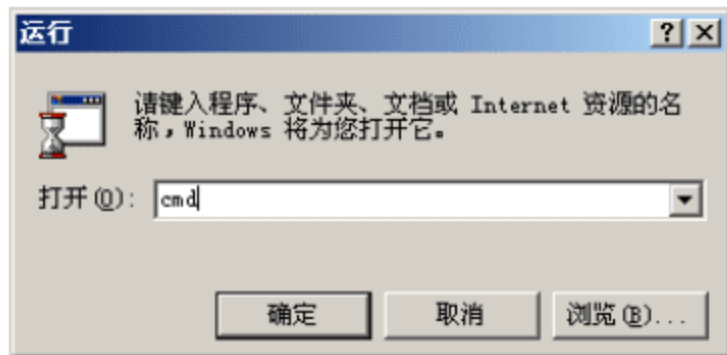 运行
请键入程序、文件夹、文档或 Internet 资源的名
称，Windows 将为您打开它。
打开(O): cmd
确定 取消 浏览(B)...